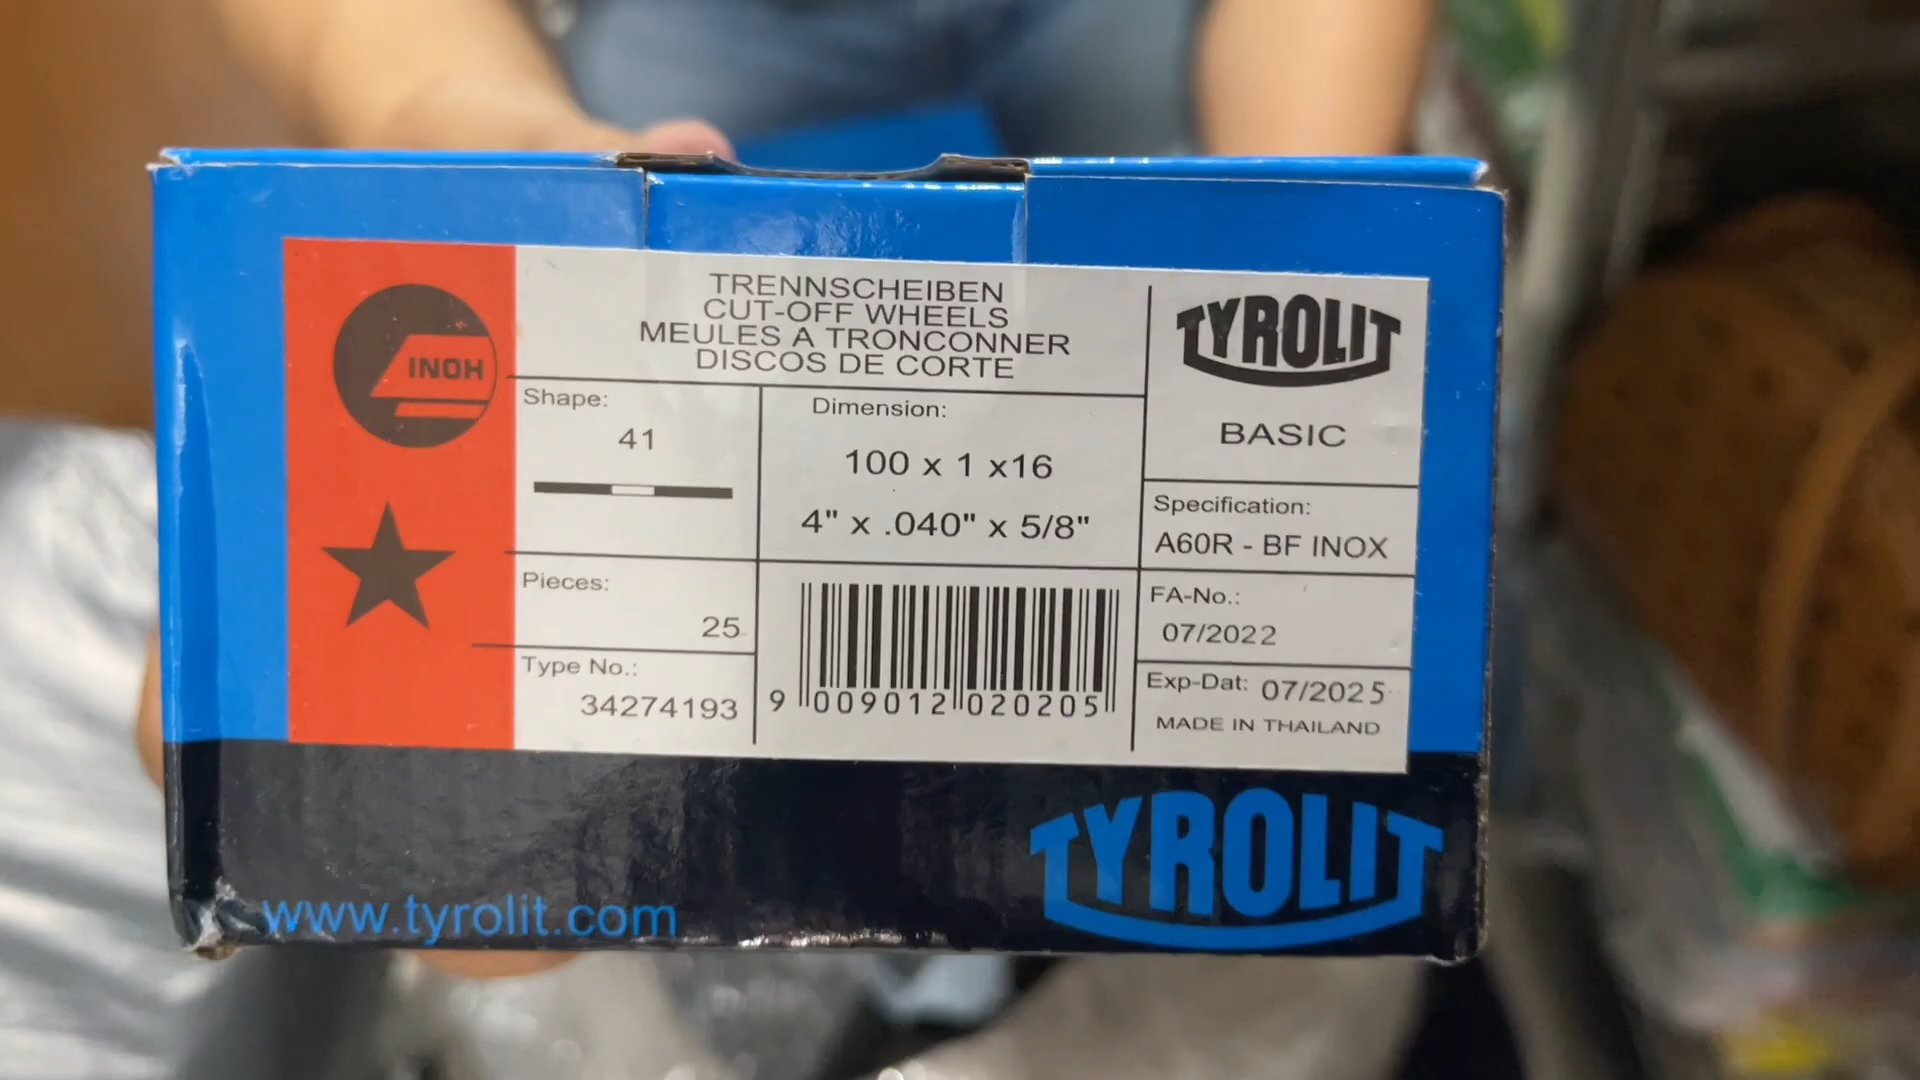 INOH
TRENNSCHEIBEN
CUT-OFF WHEELS
MEULES A TRONCONNER
DISCOS DE CORTE
TYROLIT
BASIC
Shape:
41
Dimension:
100 x 1 x16
4" x .040" x 5/8"
Specification:
A60R - BF INOX
Pieces:
25
FA-No.:
07/2022
Type No.:
34274193
9 009012 020205
Exp-Dat: 07/2025
MADE IN THAILAND
www.tyrolit.com
TYROLIT